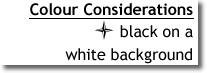 Colour Considerations
black on a
white background